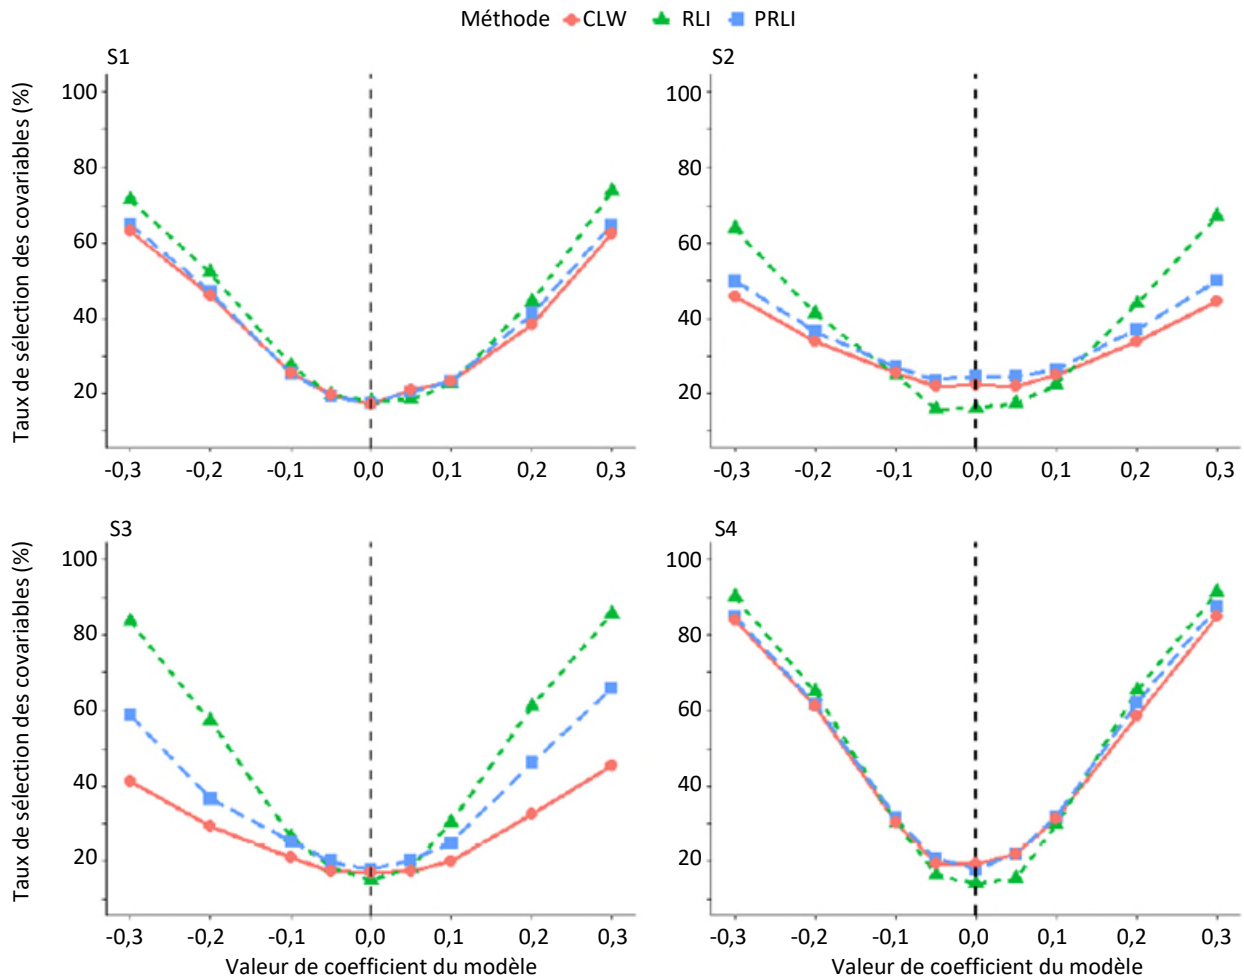 Méthode CLW RLI PRLI
S1
S2
Taux de sélection des covariables (%)
100
80
60
40
20
-0,3 -0,2 -0,1 0,0 0,1 0,2 0,3
100
80
60
40
20
-0,3 -0,2 -0,1 0,0 0,1 0,2 0,3
S3
S4
Taux de sélection des covariables (%)
100
80
60
40
20
-0,3 -0,2 -0,1 0,0 0,1 0,2 0,3
Valeur de coefficient du modèle
100
80
60
40
20
-0,3 -0,2 -0,1 0,0 0,1 0,2 0,3
Valeur de coefficient du modèle